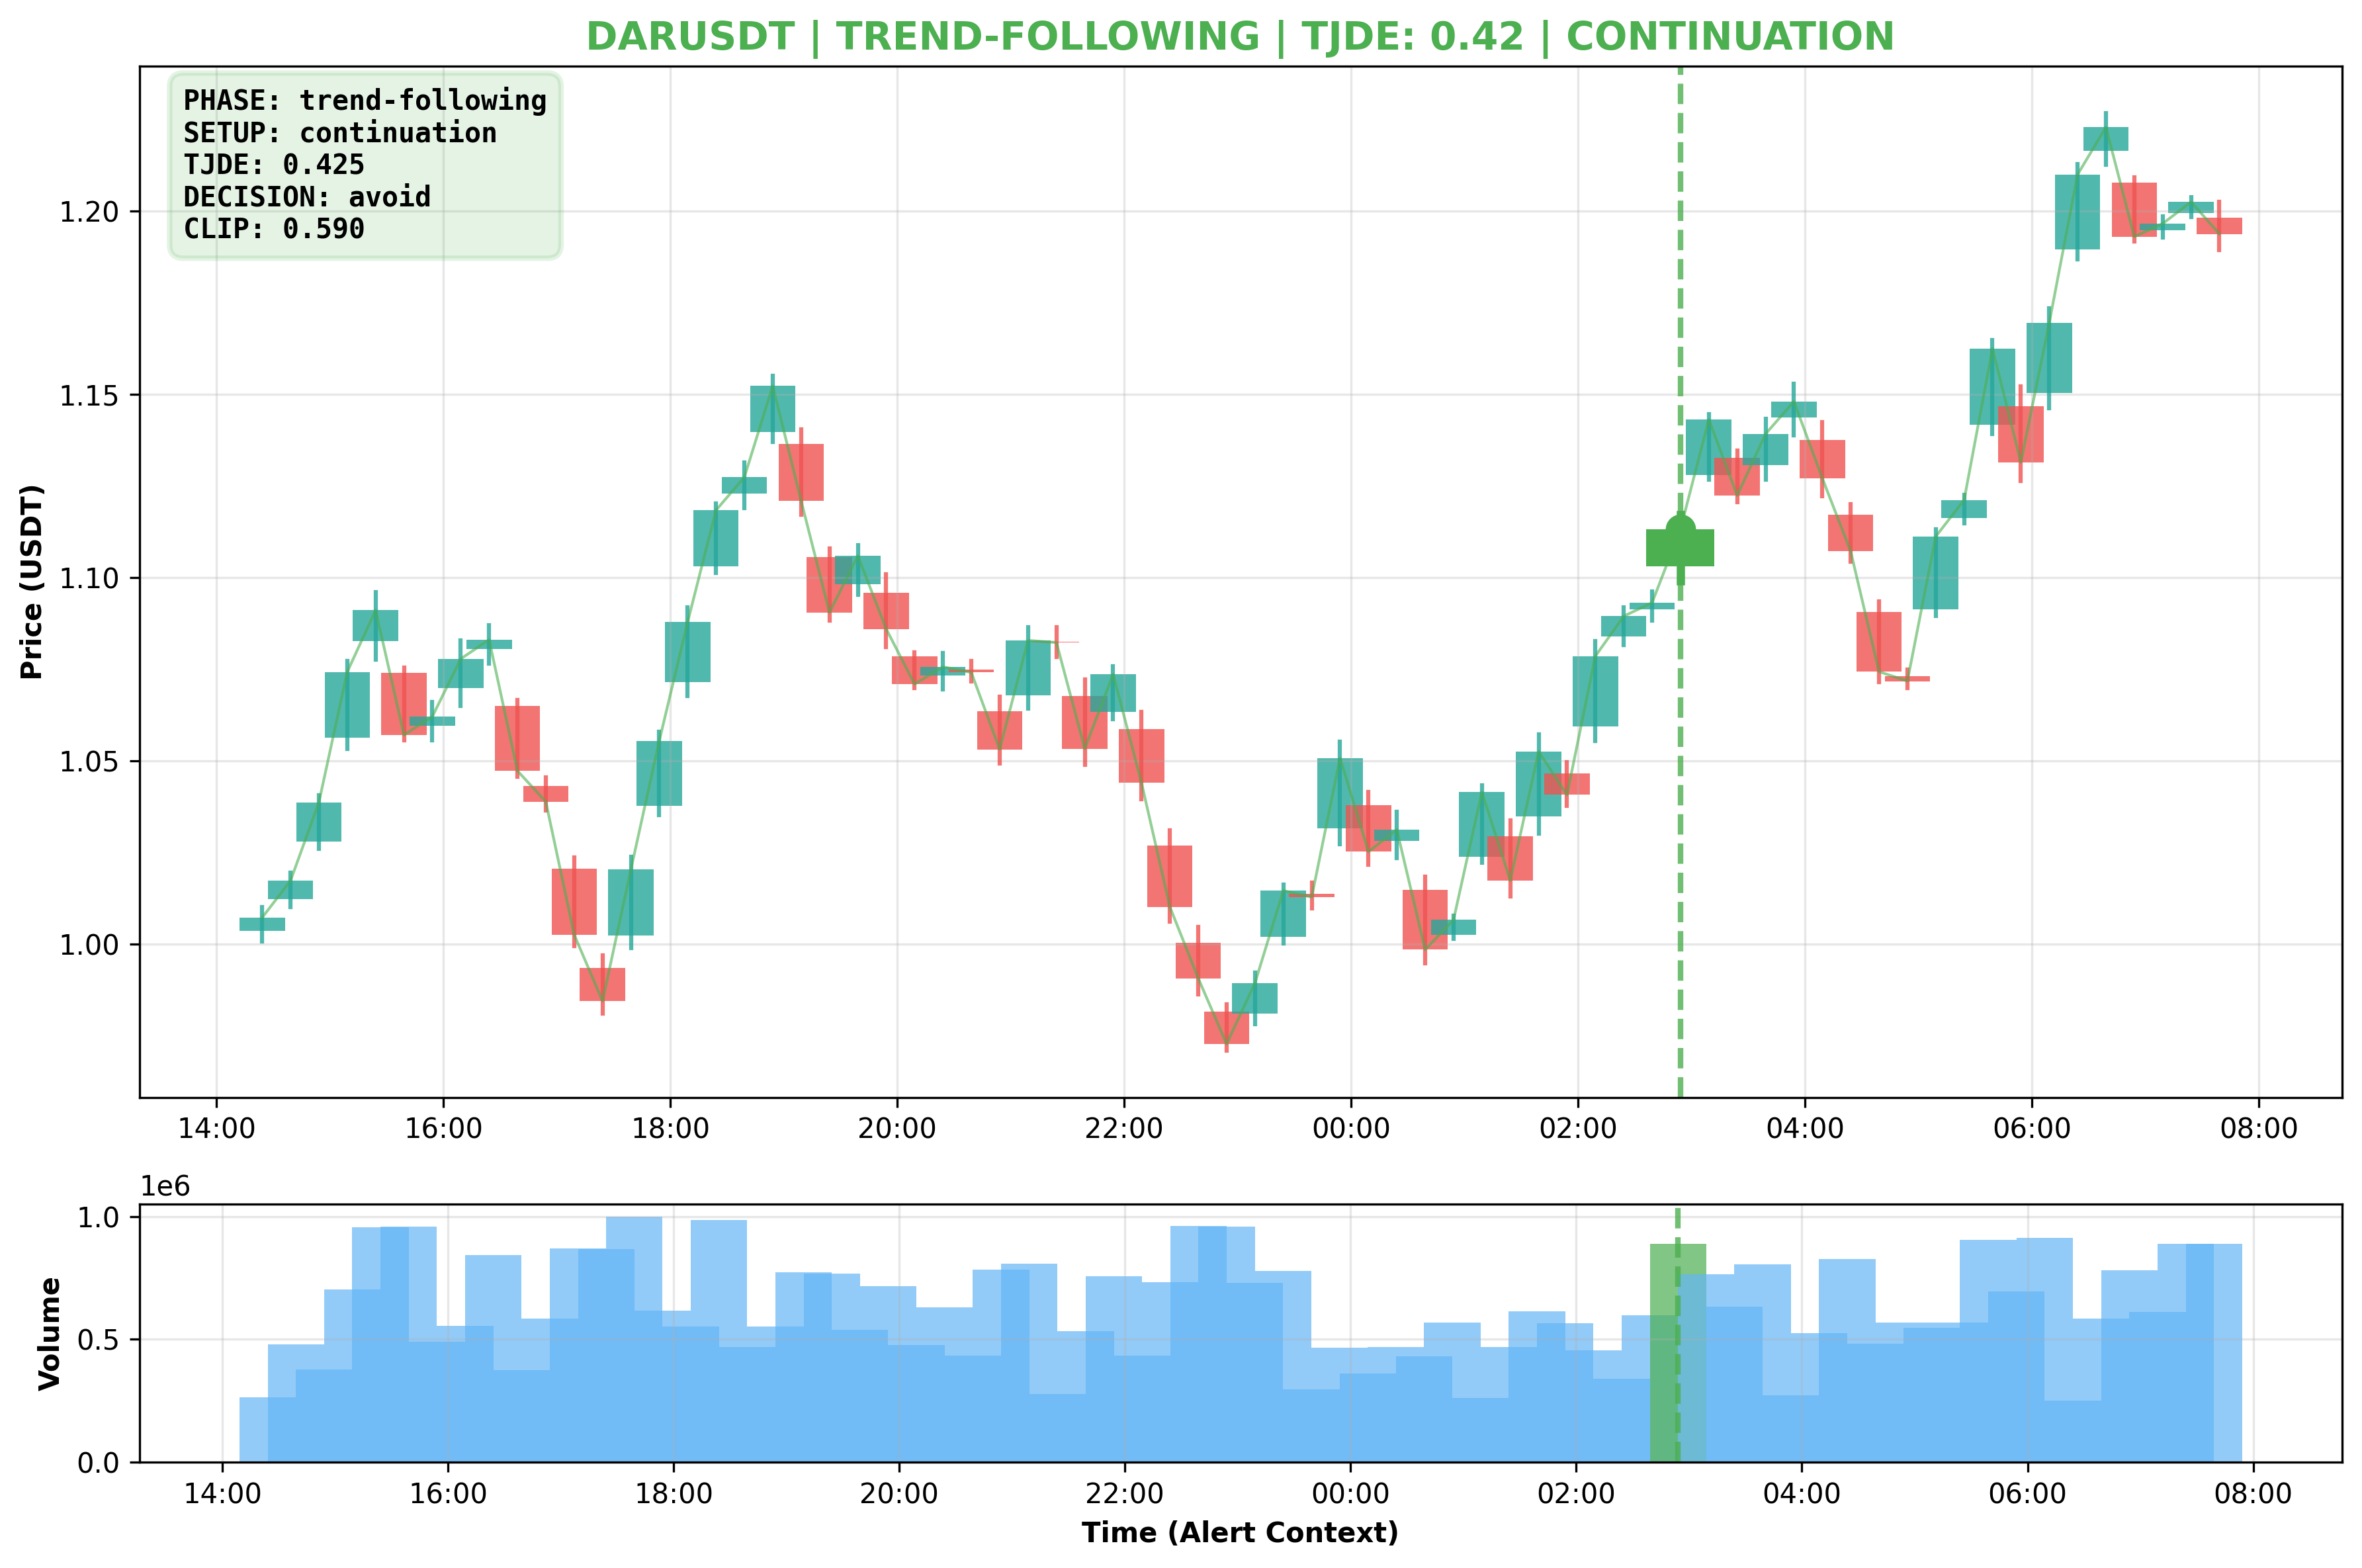 DARUSDT | TREND-FOLLOWING | TJDE: 0.42 | CONTINUATION
PHASE: trend-following
SETUP: continuation
TJDE: 0.425
DECISION: avoid
CLIP: 0.590
Price (USDT)
1.20
1.15
1.10
1.05
1.00
14:00 16:00 18:00 20:00 22:00 00:00 02:00 04:00 06:00 08:00
1e6
Volume
1.0
0.5
0.0
14:00 16:00 18:00 20:00 22:00 00:00 02:00 04:00 06:00 08:00
Time (Alert Context)